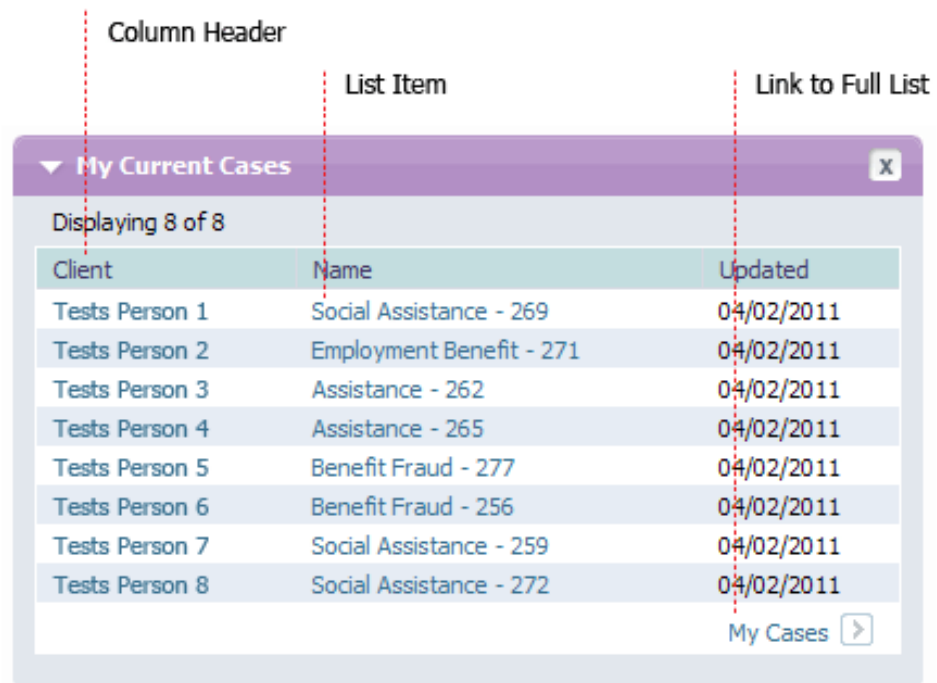 Column Header
List Item
Link to Full List
My Current Cases X
Displaying 8 of 8
Client Name Updated
Tests Person 1 Social Assistance - 269 04/02/2011
Tests Person 2 Employment Benefit - 271 04/02/2011
Tests Person 3 Assistance - 262 04/02/2011
Tests Person 4 Assistance - 265 04/02/2011
Tests Person 5 Benefit Fraud - 277 04/02/2011
Tests Person 6 Benefit Fraud - 256 04/02/2011
Tests Person 7 Social Assistance - 259 04/02/2011
Tests Person 8 Social Assistance - 272 04/02/2011
My Cases